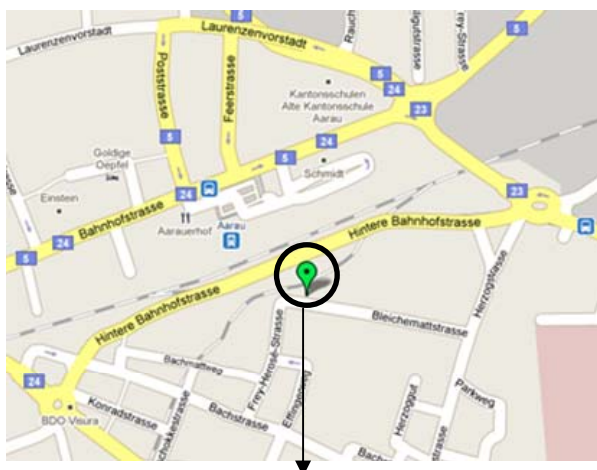 5
Laurenzenvorstadt
Rauch
Frey-Strasse
5
5
24
24
Poststrasse
Feerstrasse
Kantonsschulen
Alte Kantonsschule
Aarau
23
5
24
Goldige
Oepfel
5
Schmidt
Einstein
24
23
Bahnhofstrasse
Aarauerhof
Aarau
Hintere Bahnhofstrasse
24
5
Herzogstrasse
Bleichemattstrasse
Hintere Bahnhofstrasse
Frey-Herosé-Strasse
Bachmattweg
Effingerweg
24
Parkweg
Konradstrasse
Bachstrasse
Herzoggut
BDO Visura
Bachstrasse